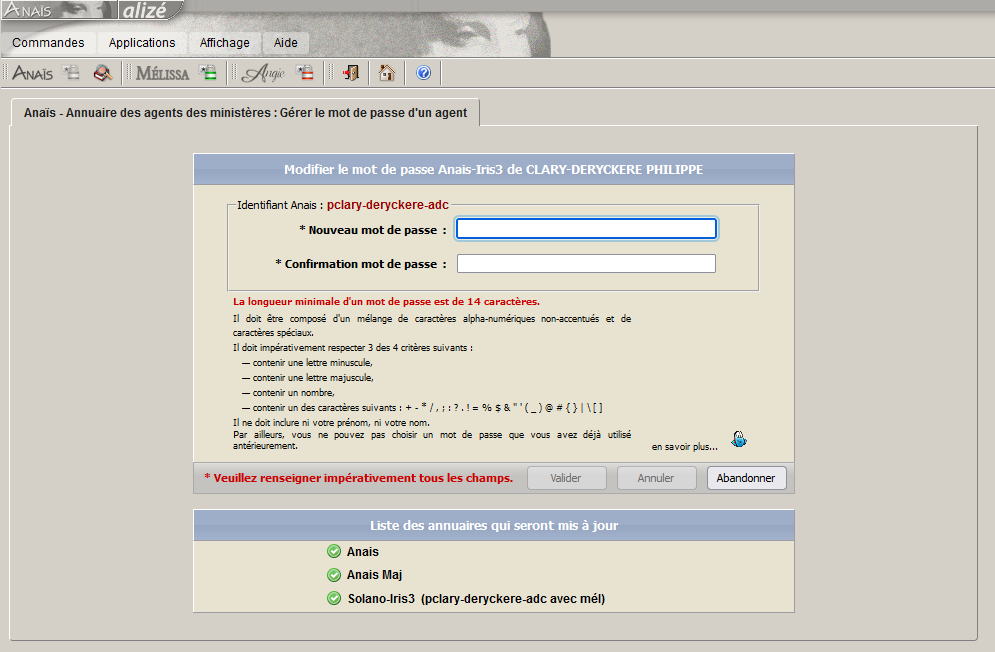 ANAÏS alizé
Commandes Applications Affichage Aide
ANAÏS MÉLISSA Angie
Anaïs - Annuaire des agents des ministères : Gérer le mot de passe d'un agent
Modifier le mot de passe Anais-Iris3 de CLARY-DERYCKERE PHILIPPE
Identifiant Anais : pclary-deryckere-adc
* Nouveau mot de passe :
* Confirmation mot de passe :
La longueur minimale d'un mot de passe est de 14 caractères.
Il doit être composé d'un mélange de caractères alpha-numériques non-accentués et de
caractères spéciaux.
Il doit impérativement respecter 3 des 4 critères suivants :
— contenir une lettre minuscule,
— contenir une lettre majuscule,
— contenir un nombre,
— contenir un des caractères suivants : + - * / , ; : ? . ! = % $ & " ' ( _ ) @ # { } | \ [ ]
Il ne doit inclure ni votre prénom, ni votre nom.
Par ailleurs, vous ne pouvez pas choisir un mot de passe que vous avez déjà utilisé
antérieurement.
en savoir plus...
* Veuillez renseigner impérativement tous les champs. Valider Annuler Abandonner
Liste des annuaires qui seront mis à jour
Anais
Anais Maj
Solano-Iris3 (pclary-deryckere-adc avec mél)